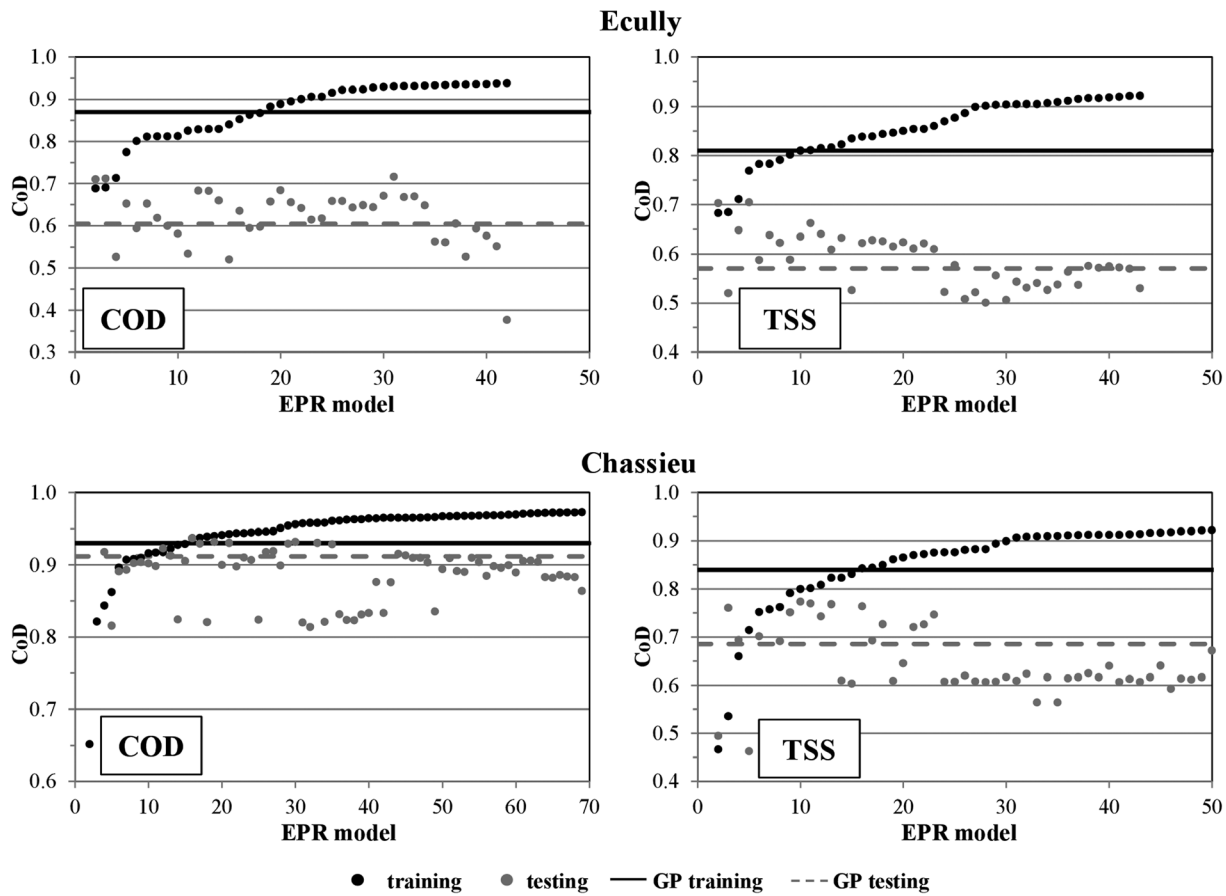 Ecully
1.0
0.9
0.8
0.7
0.6
0.5
0.4
0.3
CoD
COD
0 10 20 30 40 50
EPR model
1.0
0.9
0.8
0.7
0.6
0.5
0.4
CoD
TSS
0 10 20 30 40 50
EPR model
Chassieu
1.0
0.9
0.8
0.7
0.6
CoD
COD
0 10 20 30 40 50 60 70
EPR model
1.0
0.9
0.8
0.7
0.6
0.5
0.4
CoD
TSS
0 10 20 30 40 50
EPR model
training testing GP training GP testing